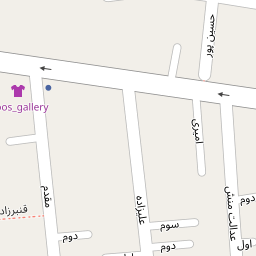 حسین پور
oos_gallery
امیری
مقدم
علیزاده
عدالت منش
دوم
قنبرزاد
سوم
دوم
دوم
اول